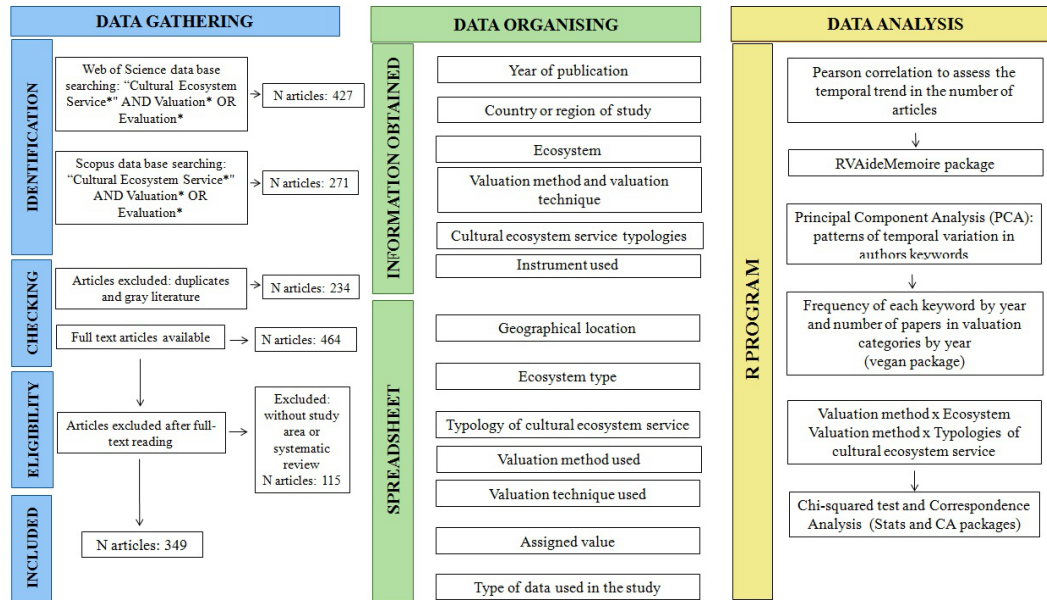 DATA GATHERING
IDENTIFICATION
Web of Science data base
searching: “Cultural Ecosystem
Service*" AND Valuation* OR
Evaluation*
N articles: 427
Scopus data base searching:
“Cultural Ecosystem Service*"
AND Valuation* OR
Evaluation*
N articles: 271
CHECKING
Articles excluded: duplicates
and gray literature
N articles: 234
Full text articles available
N articles: 464
ELIGIBILITY
Articles excluded after full-
text reading
Excluded:
without study
area or
systematic
review
N articles: 115
INCLUDED
N articles: 349
DATA ORGANISING
INFORMATION OBTAINED
Year of publication
Country or region of study
Ecosystem
Valuation method and valuation
technique
Cultural ecosystem service typologies
Instrument used
SPREADSHEET
Geographical location
Ecosystem type
Typology of cultural ecosystem service
Valuation method used
Valuation technique used
Assigned value
Type of data used in the study
DATA ANALYSIS
R PROGRAM
Pearson correlation to assess the
temporal trend in the number of
articles
RVAideMemoire package
Principal Component Analysis (PCA):
patterns of temporal variation in
authors keywords
Frequency of each keyword by year
and number of papers in valuation
categories by year
(vegan package)
Valuation method x Ecosystem
Valuation method x Typologies of
cultural ecosystem service
Chi-squared test and Correspondence
Analysis (Stats and CA packages)